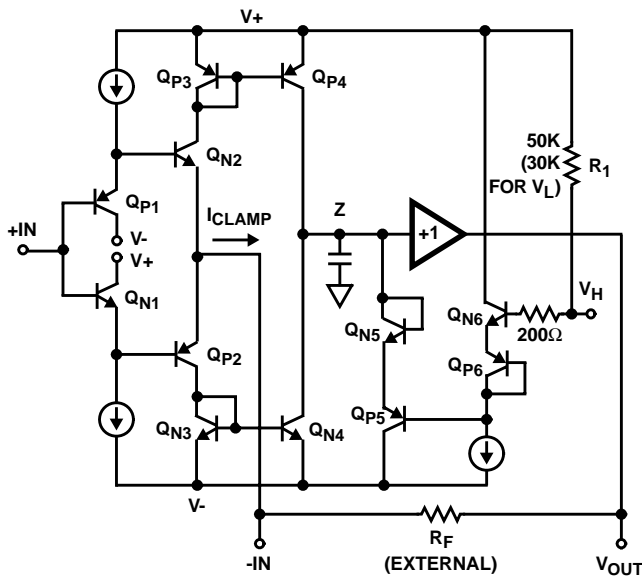 V+
QP3
QP4
QN2
50K
(30K
FOR VL)
R1
QP1
+IN
V-
V+
ICLAMP
Z
+1
QN1
VH
QN5
QN6
200Ω
QP2
QP6
QP5
QN3
QN4
V-
RF
-IN
(EXTERNAL)
VOUT